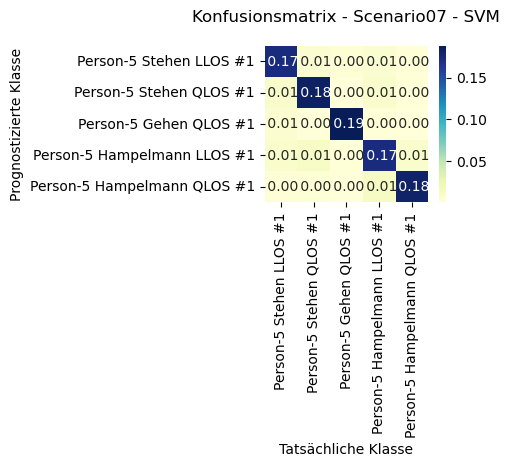 Konfusionsmatrix - Scenario07 - SVM
Prognostizierte Klasse
Person-5 Stehen LLOS #1 0.17 0.01 0.00 0.01 0.00
Person-5 Stehen QLOS #1 0.01 0.18 0.00 0.01 0.00
Person-5 Gehen QLOS #1 0.01 0.00 0.19 0.00 0.00
Person-5 Hampelmann LLOS #1 0.01 0.01 0.00 0.17 0.01
Person-5 Hampelmann QLOS #1 0.00 0.00 0.00 0.01 0.18
0.15
0.10
0.05
Person-5 Stehen LLOS #1
Person-5 Stehen QLOS #1
Person-5 Gehen QLOS #1
Person-5 Hampelmann LLOS #1
Person-5 Hampelmann QLOS #1
Tatsächliche Klasse